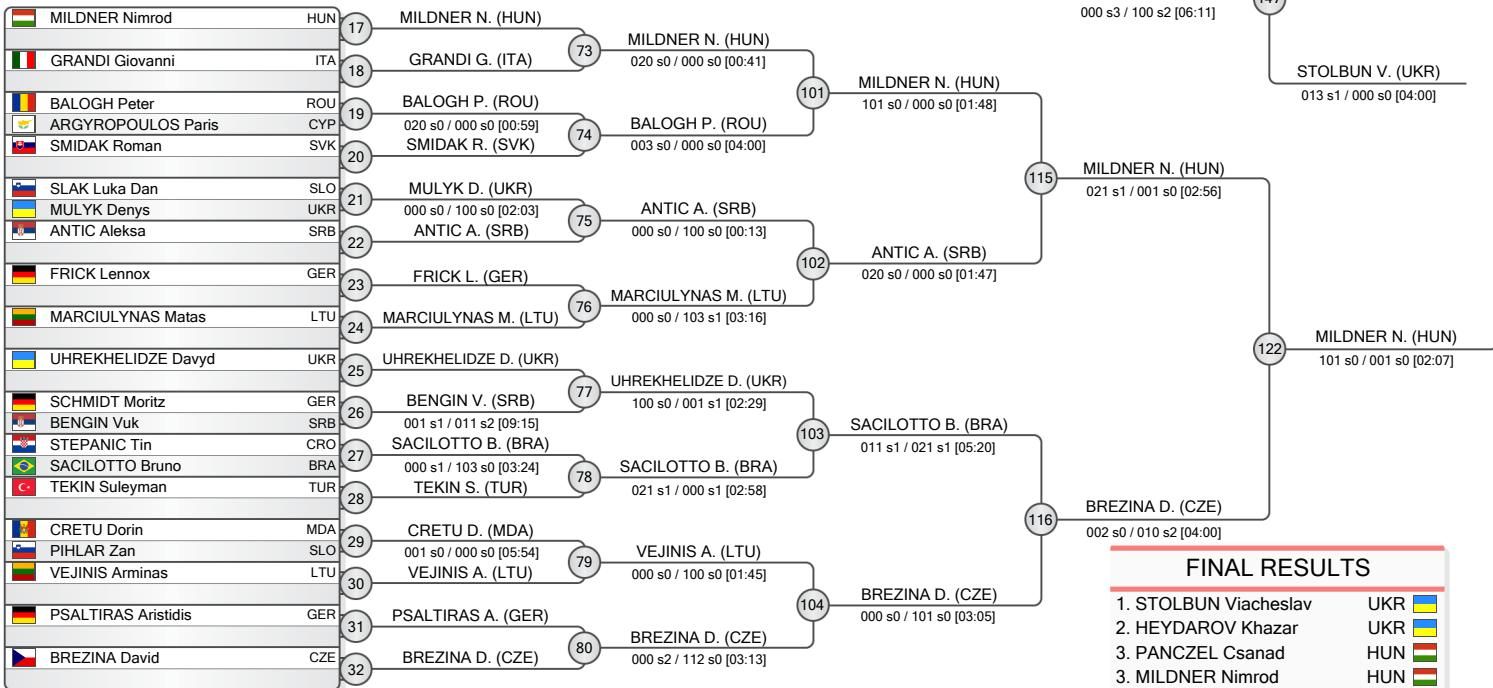 MILDNER Nimrod HUN
GRANDI Giovanni ITA
BALOGH Peter ROU
ARGYROPOULOS Paris CYP
SMIDAK Roman SVK
SLAK Luka Dan SLO
MULYK Denys UKR
ANTIC Aleksa SRB
FRICK Lennox GER
MARCIULYNAS Matas LTU
UHREKHELIDZE Davyd UKR
SCHMIDT Moritz GER
BENGIN Vuk SRB
STEPANIC Tin CRO
SACILOTTO Bruno BRA
TEKIN Suleyman TUR
CRETU Dorin MDA
PIHLAR Zan SLO
VEJINIS Arminas LTU
PSALTIRAS Aristidis GER
BREZINA David CZE
17
18
19
20
21
22
23
24
25
26
27
28
29
30
31
32
MILDNER N. (HUN)
GRANDI G. (ITA)
BALOGH P. (ROU)
020 s0 / 000 s0 [00:59]
SMIDAK R. (SVK)
MULYK D. (UKR)
000 s0 / 100 s0 [02:03]
ANTIC A. (SRB)
FRICK L. (GER)
MARCIULYNAS M. (LTU)
UHREKHELIDZE D. (UKR)
BENGIN V. (SRB)
001 s1 / 011 s2 [09:15]
SACILOTTO B. (BRA)
000 s1 / 103 s0 [03:24]
TEKIN S. (TUR)
CRETU D. (MDA)
001 s0 / 000 s0 [05:54]
VEJINIS A. (LTU)
PSALTIRAS A. (GER)
BREZINA D. (CZE)
73
74
75
76
77
78
79
80
MILDNER N. (HUN)
020 s0 / 000 s0 [00:41]
BALOGH P. (ROU)
003 s0 / 000 s0 [04:00]
ANTIC A. (SRB)
000 s0 / 100 s0 [00:13]
MARCIULYNAS M. (LTU)
000 s0 / 103 s1 [03:16]
UHREKHELIDZE D. (UKR)
100 s0 / 001 s1 [02:29]
SACILOTTO B. (BRA)
021 s1 / 000 s1 [02:58]
VEJINIS A. (LTU)
000 s0 / 100 s0 [01:45]
BREZINA D. (CZE)
000 s2 / 112 s0 [03:13]
101
102
103
104
MILDNER N. (HUN)
101 s0 / 000 s0 [01:48]
ANTIC A. (SRB)
020 s0 / 000 s0 [01:47]
SACILOTTO B. (BRA)
011 s1 / 021 s1 [05:20]
BREZINA D. (CZE)
000 s0 / 101 s0 [03:05]
115
116
000 s3 / 100 s2 [06:11]
MILDNER N. (HUN)
021 s1 / 001 s0 [02:56]
BREZINA D. (CZE)
002 s0 / 010 s2 [04:00]
122
STOLBUN V. (UKR)
013 s1 / 000 s0 [04:00]
MILDNER N. (HUN)
101 s0 / 001 s0 [02:07]
FINAL RESULTS
1. STOLBUN Viacheslav UKR
2. HEYDAROV Khazar UKR
3. PANCZEL Csanad HUN
3. MILDNER Nimrod HUN